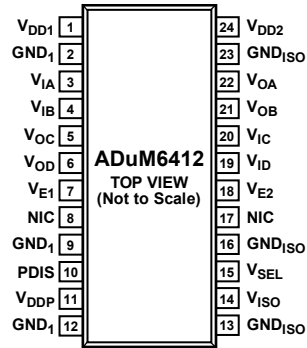 VDD1 1
GND1 2
VIA 3
VIB 4
VOC 5
VOD 6
VE1 7
NIC 8
GND1 9
PDIS 10
VDDP 11
GND1 12
ADuM6412
TOP VIEW
(Not to Scale)
24 VDD2
23 GNDISO
22 VOA
21 VOB
20 VIC
19 VID
18 VE2
17 NIC
16 GNDISO
15 VSEL
14 VISO
13 GNDISO